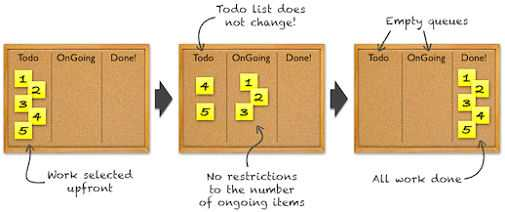 Todo list does
not change!
Empty queues
Todo OnGoing Done!
1
2
3
4
5
Todo OnGoing Done!
4
5
1
2
3
Todo OnGoing Done!
1
2
3
4
5
Work selected
upfront
No restrictions
to the number
of ongoing items
All work done